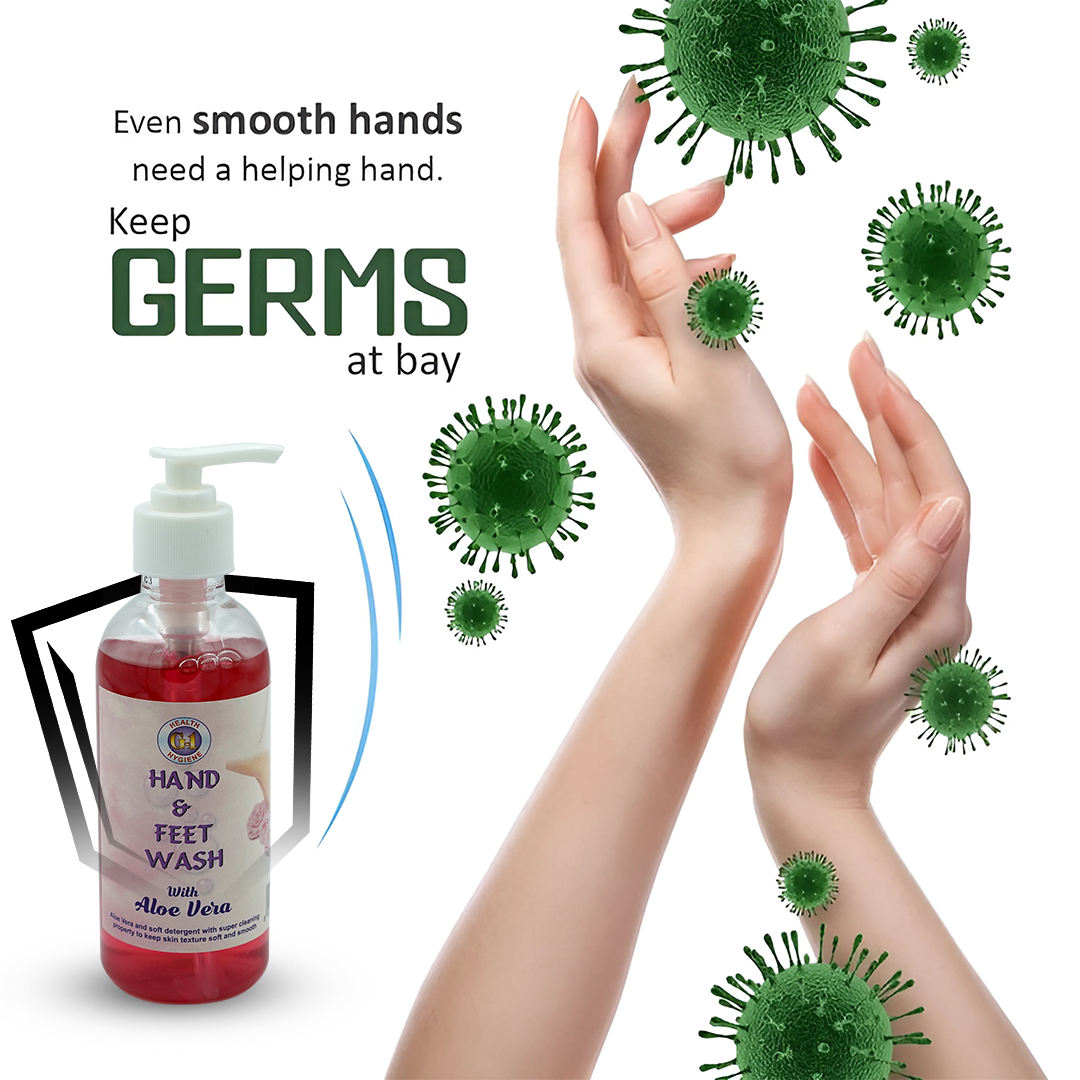 Even smooth hands
need a helping hand.
Keep
GERMS
at bay
HEALTH
G-1
HYGIENE
HAND
&
FEET
WASH
With
Aloe Vera
Aloe Vera and soft detergent with super cleaning
property to keep skin texture soft and smooth